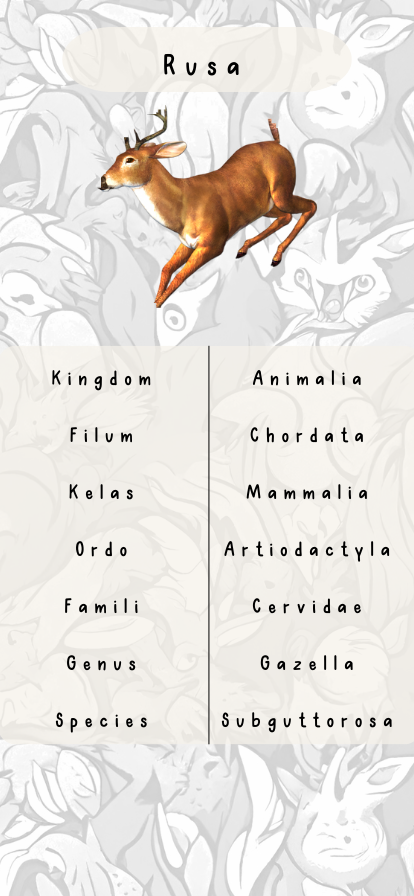 Rusa
Kingdom Animalia
Filum Chordata
Kelas Mammalia
Ordo Artiodactyla
Famili Cervidae
Genus Gazella
Species Subguttorosa